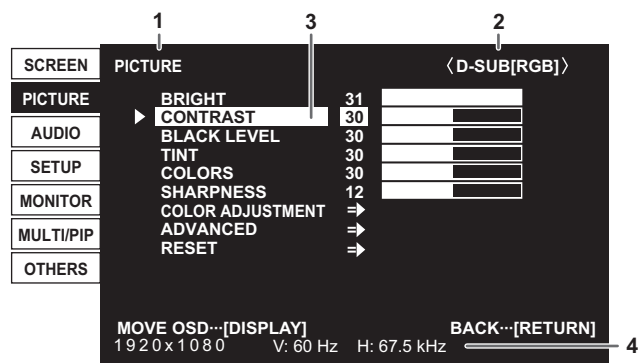 1 3 2
SCREEN
PICTURE
AUDIO
SETUP
MONITOR
MULTI/PIP
OTHERS
PICTURE 〈D-SUB[RGB]〉
BRIGHT 31
CONTRAST 30
BLACK LEVEL 30
TINT 30
COLORS 30
SHARPNESS 12
COLOR ADJUSTMENT
ADVANCED
RESET
MOVE OSD···[DISPLAY] BACK···[RETURN]
1920x1080 V: 60 Hz H: 67.5 kHz 4